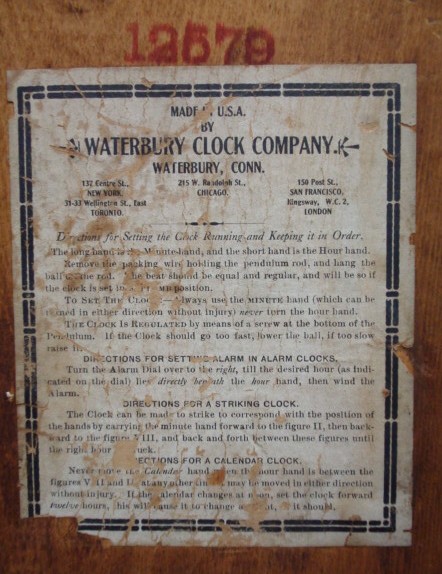 12579
MADE U.S.A.
BY
WATERBURY CLOCK COMPANY.
WATERBURY, CONN.
132 Centre St.,
NEW YORK.
31-33 Wellington St., East
TORONTO.
215 W. Randolph St.,
CHICAGO.
150 Post St.,
SAN FRANCISCO.
Kingsway, W.C. 2,
LONDON
Directions for Setting the Clock Running and Keeping it in Order.
The long hand is the Minute hand, and the short hand is the Hour hand.
Remove the packing wire holding the pendulum rod, and hang the
ball on the rod. The beat should be equal and regular, and will be so if
the clock is set in a position.
TO SET THE CLOCK—Always use the MINUTE hand (which can be
turned in either direction without injury) never turn the hour hand.
THE CLOCK IS REGULATED by means of a screw at the bottom of the
Pendulum. If the Clock should go too fast, lower the ball, if too slow
raise it.
DIRECTIONS FOR SETTING ALARM IN ALARM CLOCKS.
Turn the Alarm Dial over to the right, till the desired hour (as indi-
cated on the dial) lies directly beneath the hour hand, then wind the
Alarm.
DIRECTIONS FOR A STRIKING CLOCK.
The Clock can be made to strike to correspond with the position of
the hands by carrying the minute hand forward to the figure II, then back-
ward to the figure VIII, and back and forth between these figures until
the right hour
DIRECTIONS FOR A CALENDAR CLOCK.
Never move the Calendar hand when the hour hand is between the
figures and at any other may be moved in either direction
without injury. If the calendar changes at noon, set the clock forward
twelve hours, this will cause it to change it should.